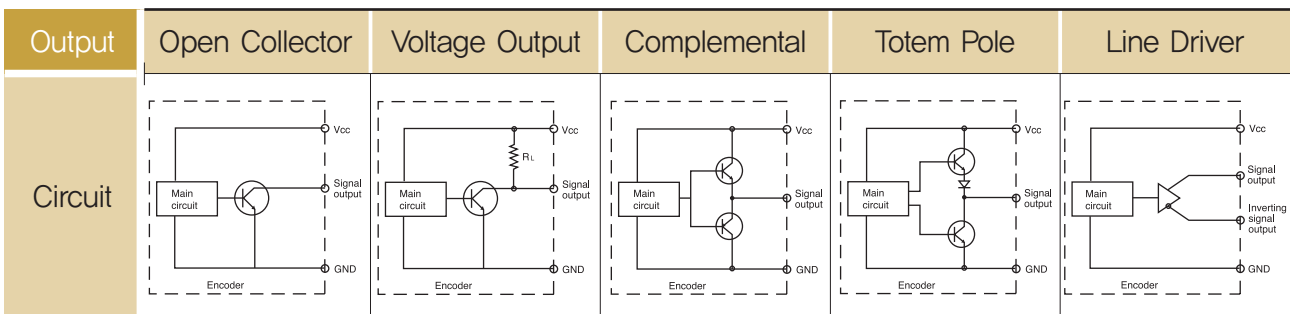 Output
Open Collector
Voltage Output
Complemental
Totem Pole
Line Driver
Circuit
Vcc
Main
circuit
Signal
output
GND
Encoder
Vcc
RL
Main
circuit
Signal
output
GND
Encoder
Vcc
Main
circuit
Signal
output
GND
Encoder
Vcc
Main
circuit
Signal
output
GND
Encoder
Vcc
Main
circuit
Signal
output
Inverting
signal
output
GND
Encoder